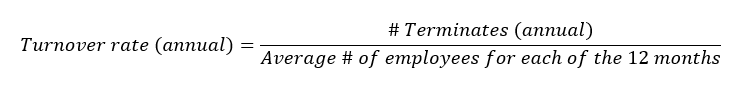 # Terminates (annual)
Turnover rate (annual) =
Average # of employees for each of the 12 months